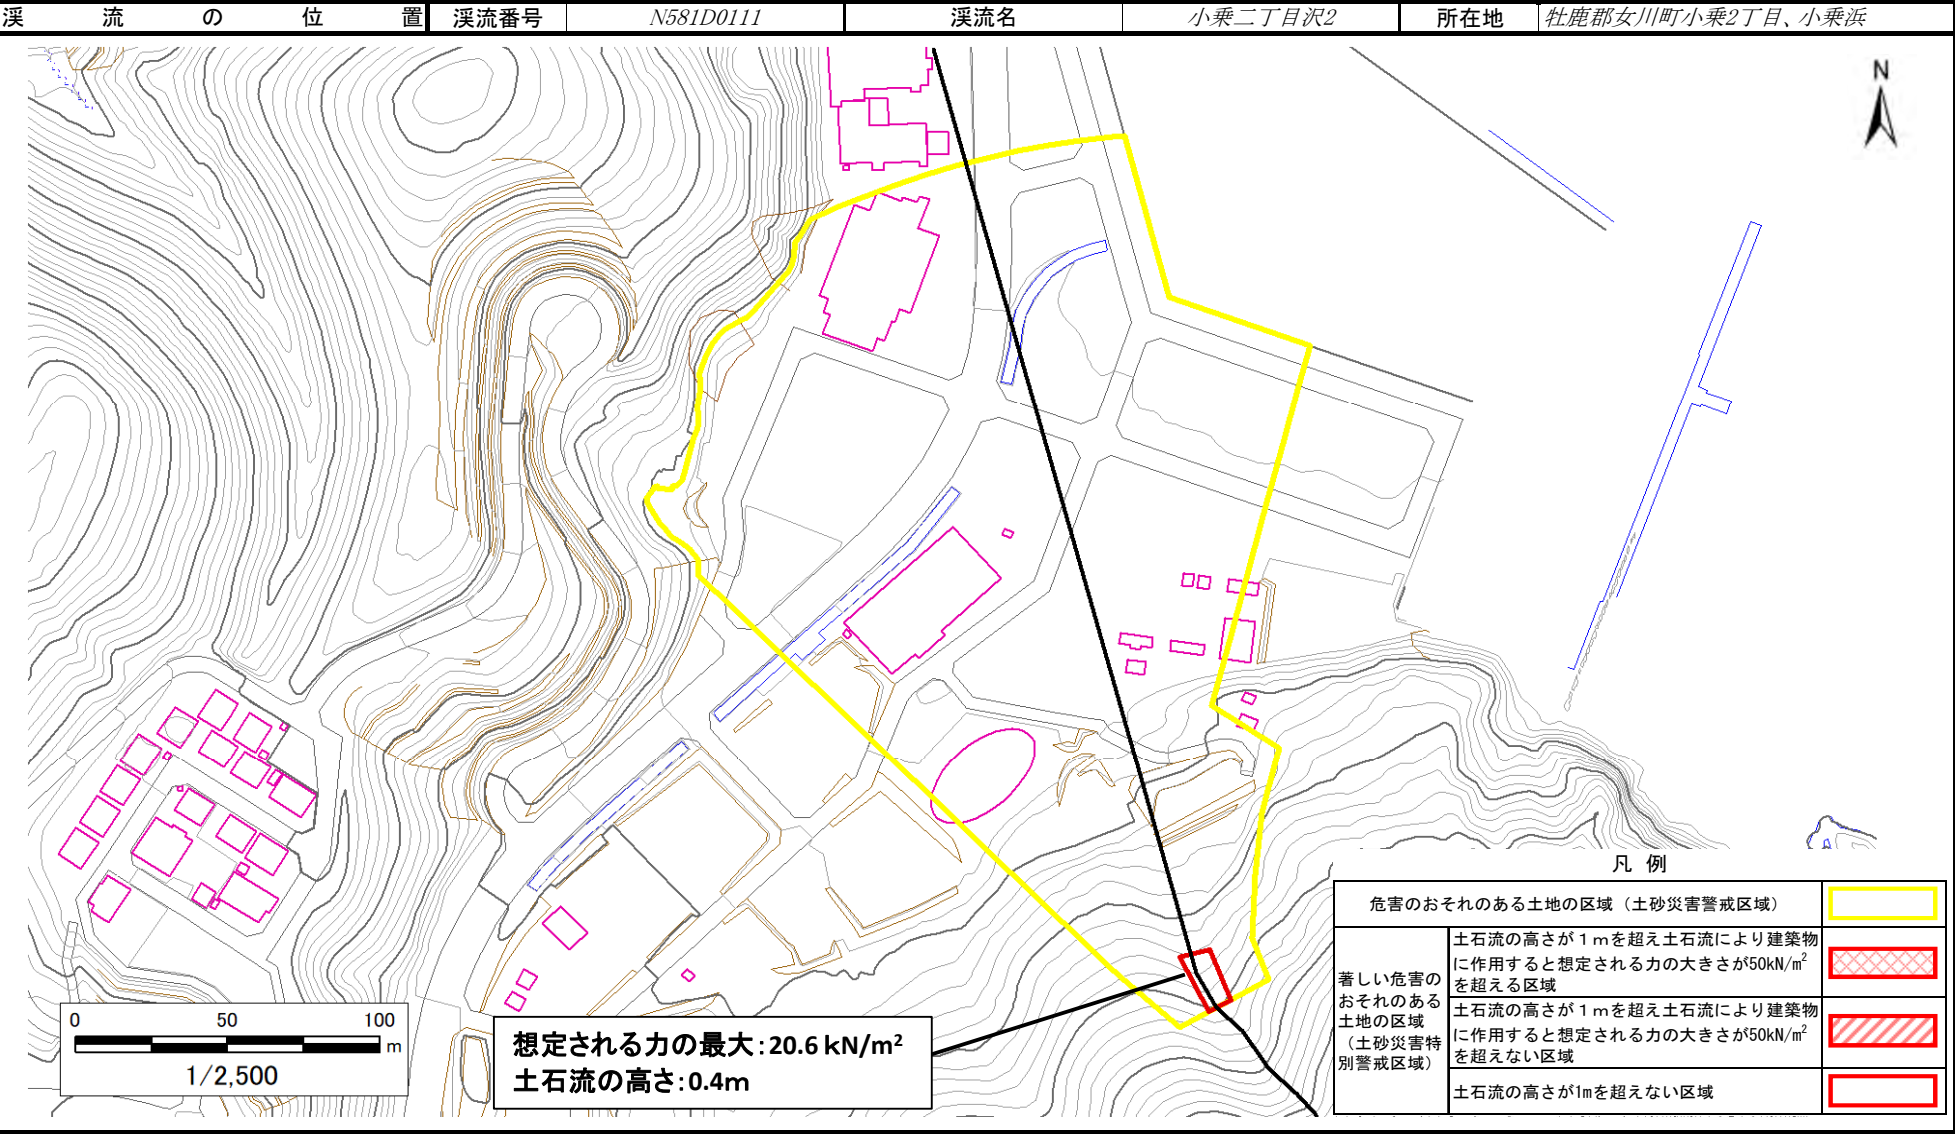 渓流の位置 渓流番号 N581D0111 渓流名 小乗二丁目沢2 所在地 牡鹿郡女川町小乗2丁目、小乗浜
N
凡 例
危害のおそれのある土地の区域（土砂災害警戒区域）
著しい危害の
おそれのある
土地の区域
（土砂災害特
別警戒区域）
土石流の高さが１ｍを超え土石流により建築物
に作用すると想定される力の大きさが50kN/m²
を超える区域
土石流の高さが１ｍを超え土石流により建築物
に作用すると想定される力の大きさが50kN/m²
を超えない区域
土石流の高さが1mを超えない区域
0 50 100
m
1/2,500
想定される力の最大：20.6 kN/m²
土石流の高さ：0.4m